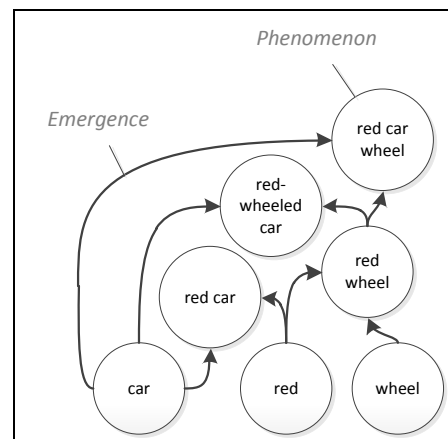 Phenomenon
Emergence
red car
wheel
red-
wheeled
car
red
wheel
red car
car
red
wheel